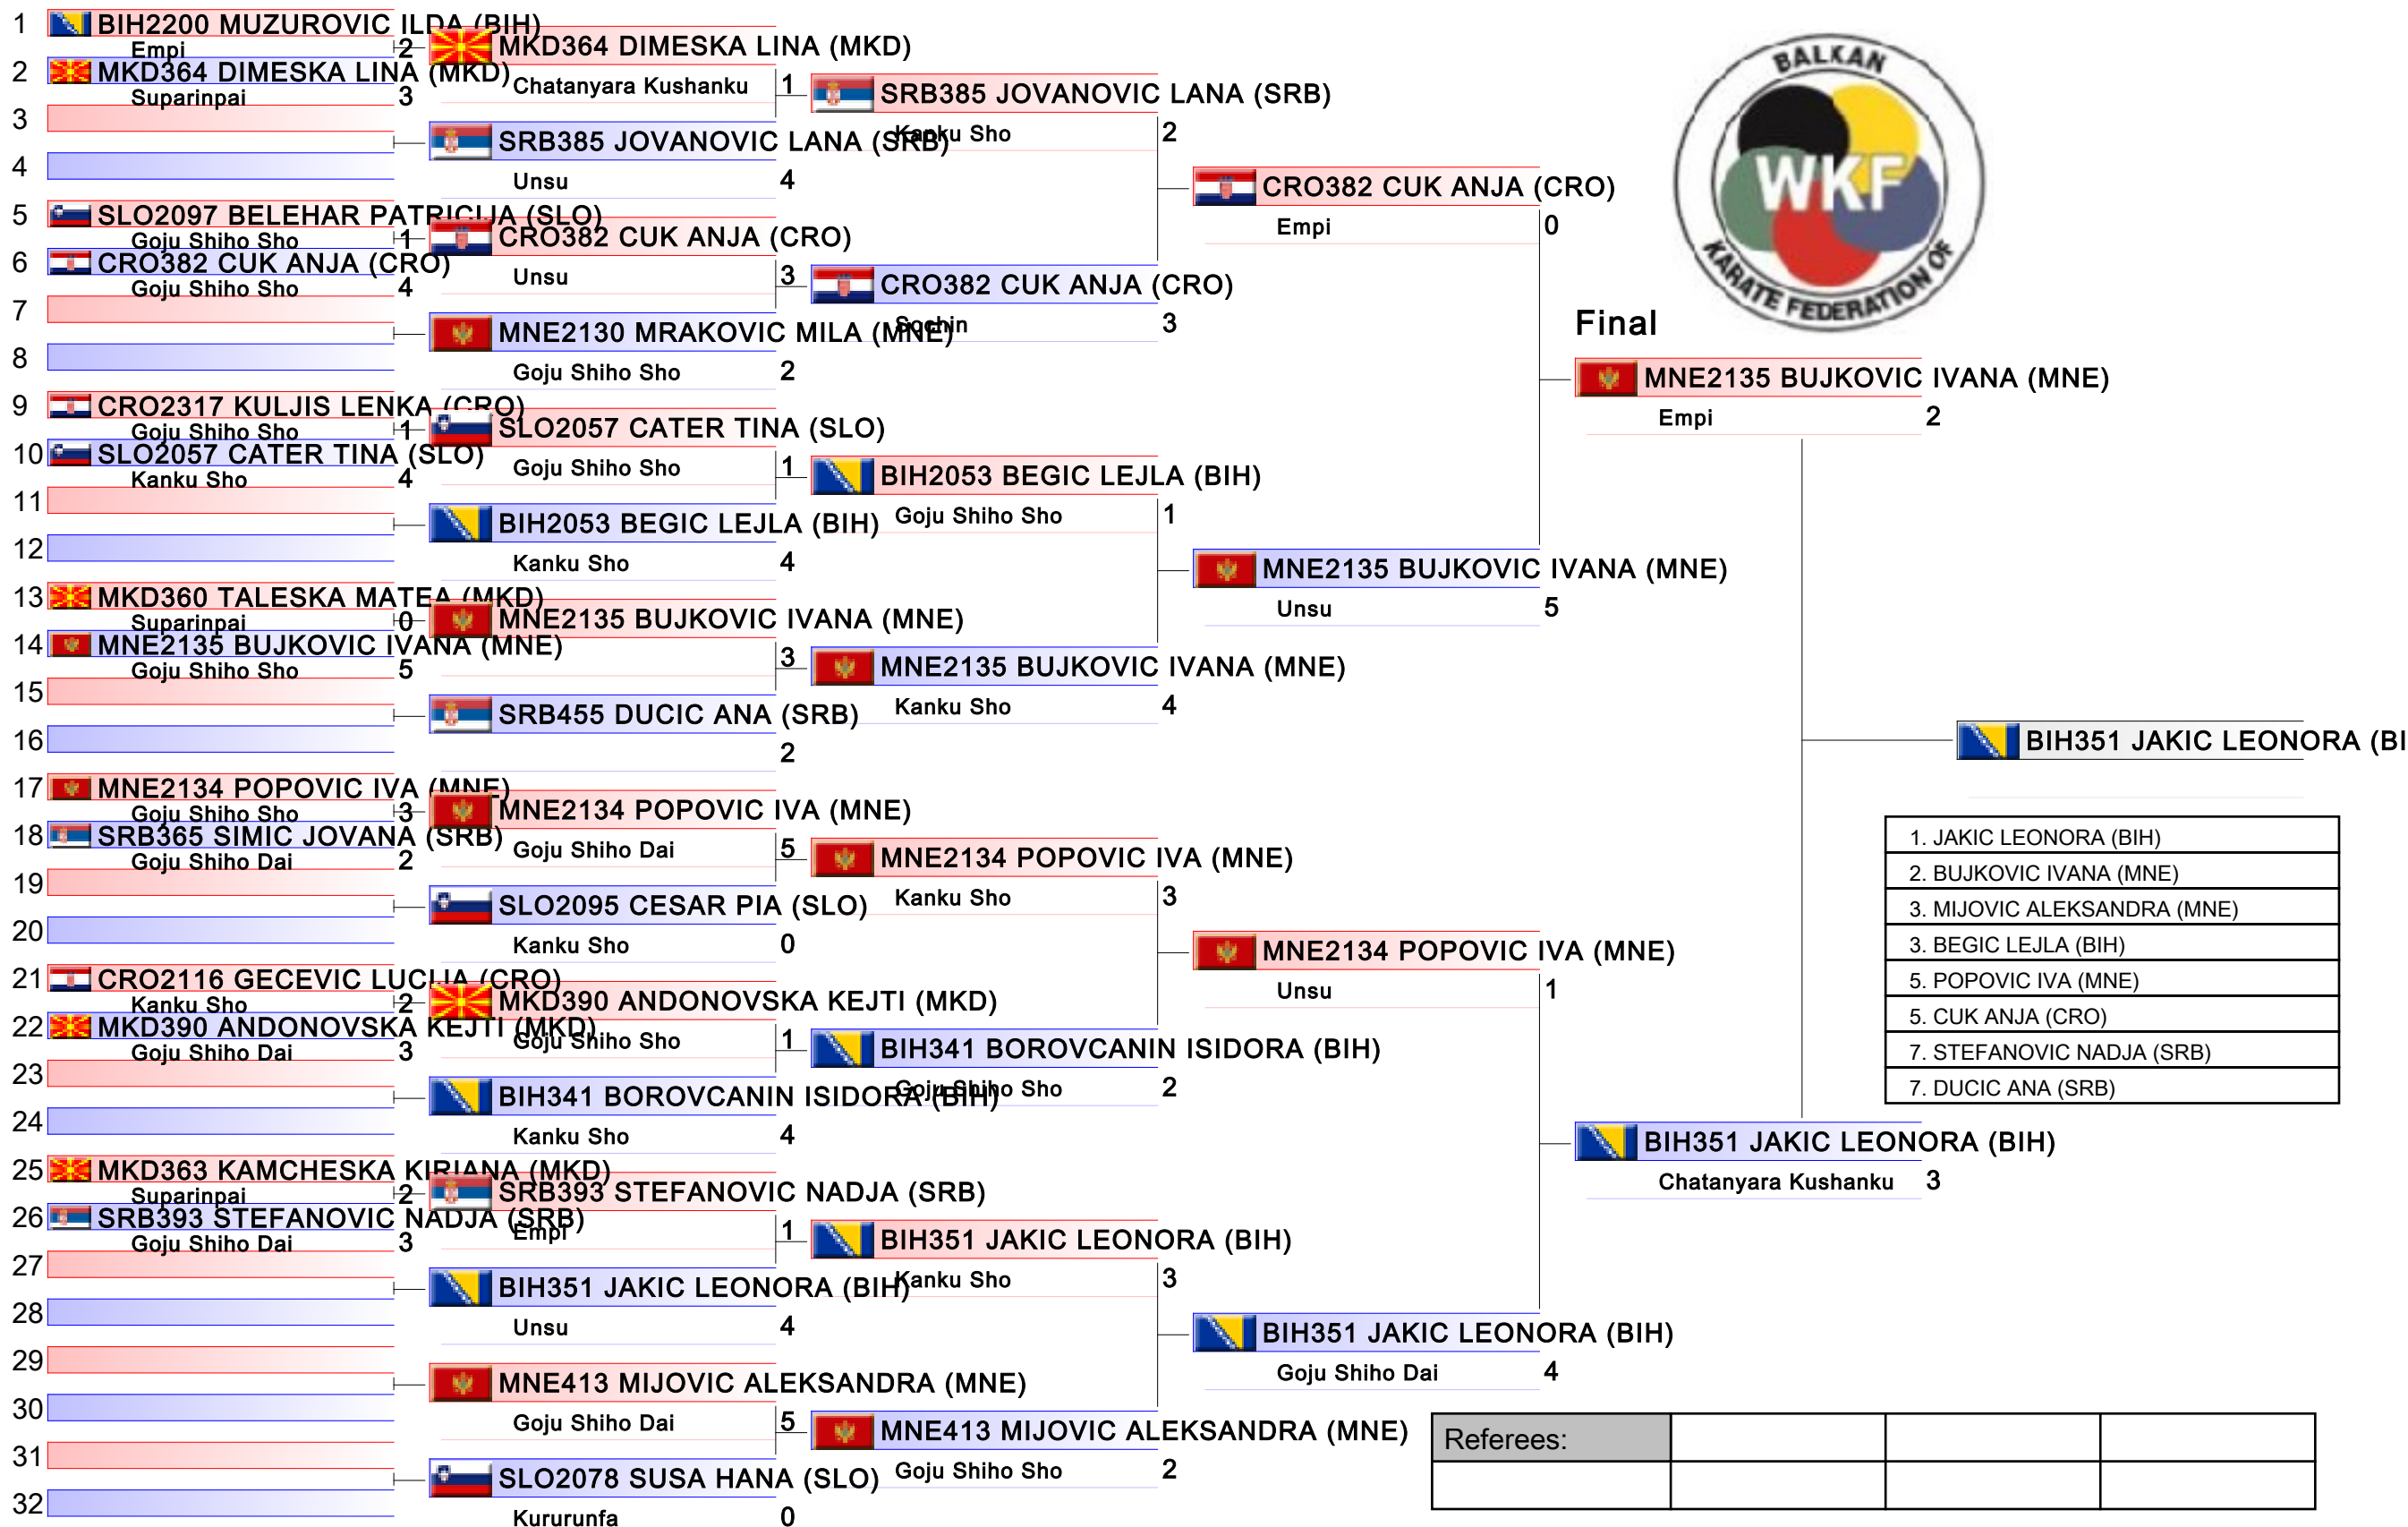 1 BIH2200 MUZUROVIC ILDA (BIH)
Empi 2
2 MKD364 DIMESKA LINA (MKD)
Suparinpai 3
3
4
5 SLO2097 BELEHAR PATRICIJA (SLO)
Goju Shiho Sho 1
6 CRO382 CUK ANJA (CRO)
Goju Shiho Sho 4
7
8
9 CRO2317 KULJIS LENKA (CRO)
Goju Shiho Sho 1
10 SLO2057 CATER TINA (SLO)
Kanku Sho 4
11
12
13 MKD360 TALESKA MATEA (MKD)
Suparinpai 0
14 MNE2135 BUJKOVIC IVANA (MNE)
Goju Shiho Sho 5
15
16
17 MNE2134 POPOVIC IVA (MNE)
Goju Shiho Sho 3
18 SRB365 SIMIC JOVANA (SRB)
Goju Shiho Dai 2
19
20
21 CRO2116 GECEVIC LUCIJA (CRO)
Kanku Sho 2
22 MKD390 ANDONOVSKA KEJTI (MKD)
Goju Shiho Dai 3
23
24
25 MKD363 KAMCHESKA KIRJANA (MKD)
Suparinpai 2
26 SRB393 STEFANOVIC NADJA (SRB)
Goju Shiho Dai 3
27
28
29
30
31
32
MKD364 DIMESKA LINA (MKD)
Chatanyara Kushanku 1
SRB385 JOVANOVIC LANA (SRB)
Unsu 4
CRO382 CUK ANJA (CRO)
Unsu 3
MNE2130 MRAKOVIC MILA (MNE)
Goju Shiho Sho 2
SLO2057 CATER TINA (SLO)
Goju Shiho Sho 1
BIH2053 BEGIC LEJLA (BIH)
Kanku Sho 4
MNE2135 BUJKOVIC IVANA (MNE)
3
SRB455 DUCIC ANA (SRB)
2
MNE2134 POPOVIC IVA (MNE)
Goju Shiho Dai 5
SLO2095 CESAR PIA (SLO)
Kanku Sho 0
MKD390 ANDONOVSKA KEJTI (MKD)
Goju Shiho Sho 1
BIH341 BOROVCANIN ISIDORA (BIH)
Kanku Sho 4
SRB393 STEFANOVIC NADJA (SRB)
Empi 1
BIH351 JAKIC LEONORA (BIH)
Unsu 4
MNE413 MIJOVIC ALEKSANDRA (MNE)
Goju Shiho Dai 5
SLO2078 SUSA HANA (SLO)
Kururunfa 0
SRB385 JOVANOVIC LANA (SRB)
Kanku Sho 2
CRO382 CUK ANJA (CRO)
Sochin 3
BIH2053 BEGIC LEJLA (BIH)
Goju Shiho Sho 1
MNE2135 BUJKOVIC IVANA (MNE)
Kanku Sho 4
MNE2134 POPOVIC IVA (MNE)
Kanku Sho 3
BIH341 BOROVCANIN ISIDORA (BIH)
Goju Shiho Sho 2
BIH351 JAKIC LEONORA (BIH)
Kanku Sho 3
MNE413 MIJOVIC ALEKSANDRA (MNE)
Goju Shiho Sho 2
CRO382 CUK ANJA (CRO)
Empi 0
MNE2135 BUJKOVIC IVANA (MNE)
Unsu 5
MNE2134 POPOVIC IVA (MNE)
Unsu 1
BIH351 JAKIC LEONORA (BIH)
Goju Shiho Dai 4
BALKAN
WKF
KARATE FEDERATION OF
Final
MNE2135 BUJKOVIC IVANA (MNE)
Empi 2
BIH351 JAKIC LEONORA (BIH)
Chatanyara Kushanku 3
BIH351 JAKIC LEONORA (BI
1. JAKIC LEONORA (BIH)
2. BUJKOVIC IVANA (MNE)
3. MIJOVIC ALEKSANDRA (MNE)
3. BEGIC LEJLA (BIH)
5. POPOVIC IVA (MNE)
5. CUK ANJA (CRO)
7. STEFANOVIC NADJA (SRB)
7. DUCIC ANA (SRB)
Referees: